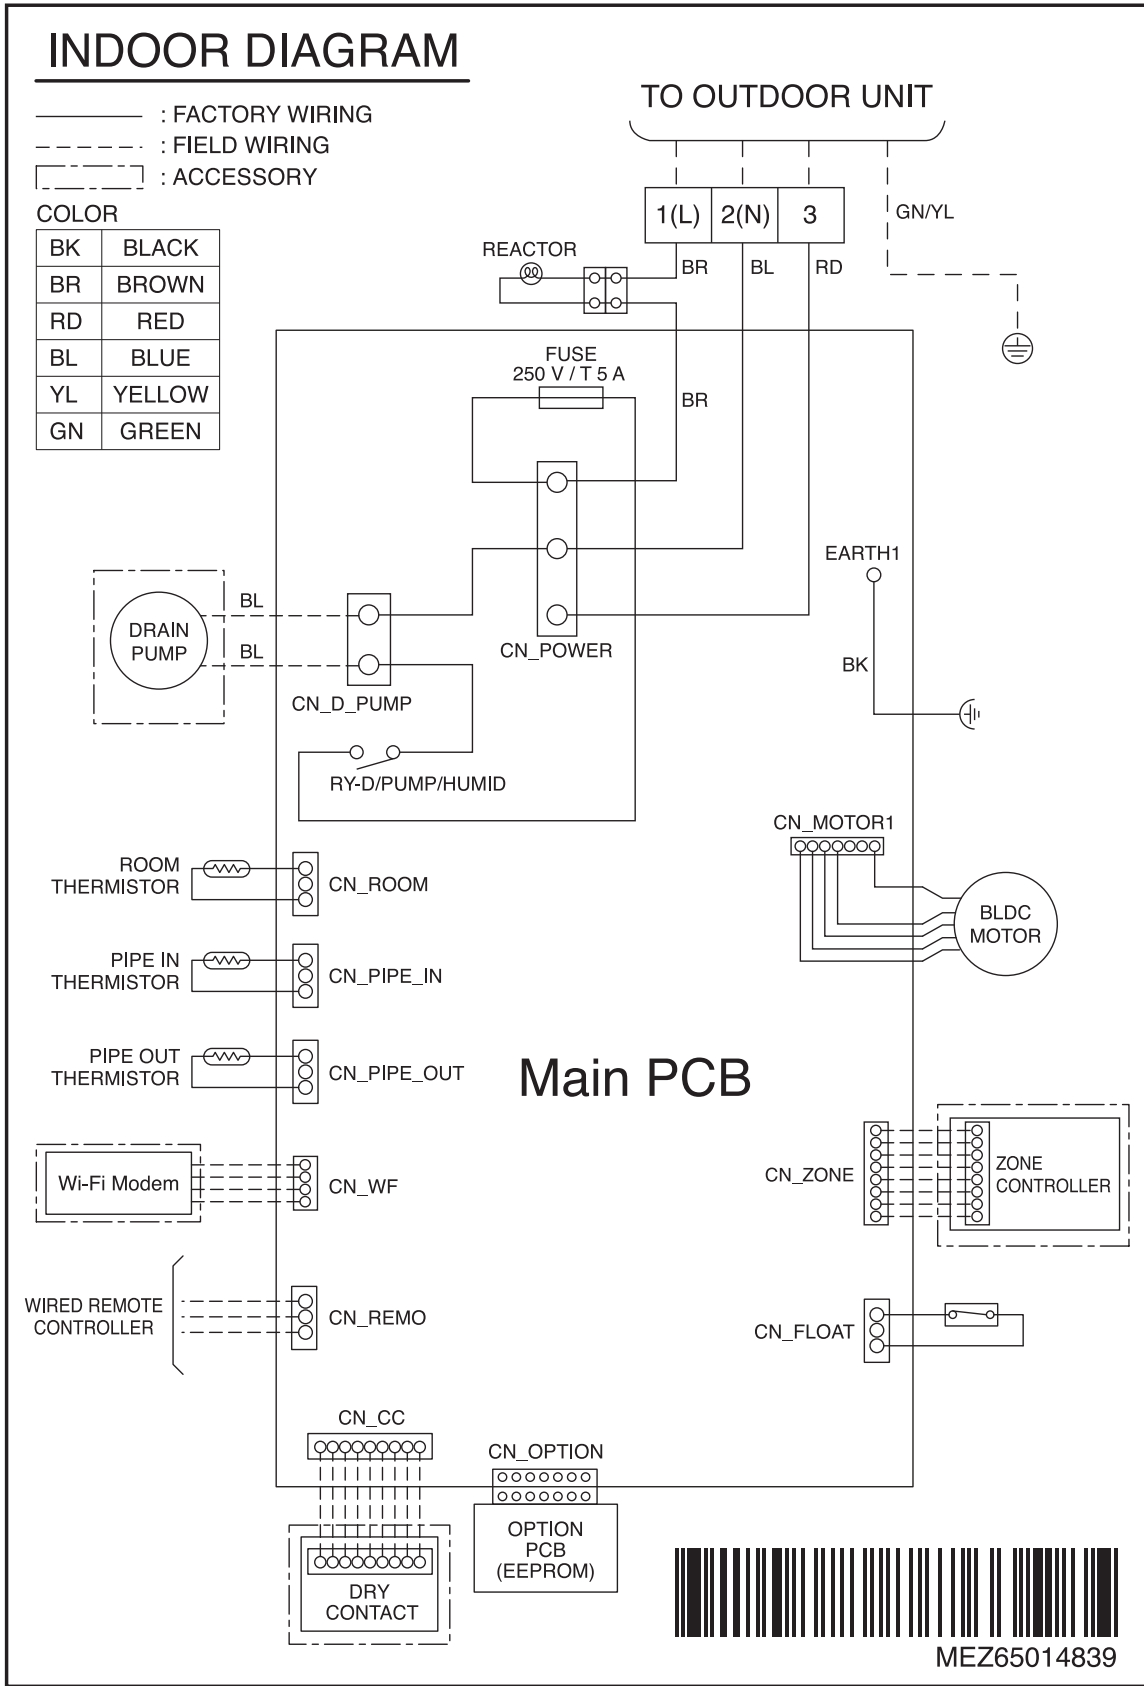 INDOOR DIAGRAM
: FACTORY WIRING
: FIELD WIRING
: ACCESSORY
COLOR
BK BLACK
BR BROWN
RD RED
BL BLUE
YL YELLOW
GN GREEN
TO OUTDOOR UNIT
1(L) 2(N) 3
GN/YL
REACTOR
BR BL RD
FUSE
250 V / T 5 A
BR
CN_POWER
EARTH1
BK
DRAIN
PUMP
BL
BL
CN_D_PUMP
RY-D/PUMP/HUMID
CN_MOTOR1
BLDC
MOTOR
ROOM
THERMISTOR
CN_ROOM
PIPE IN
THERMISTOR
CN_PIPE_IN
PIPE OUT
THERMISTOR
CN_PIPE_OUT
Main PCB
Wi-Fi Modem
CN_WF
CN_ZONE
ZONE
CONTROLLER
WIRED REMOTE
CONTROLLER
CN_REMO
CN_FLOAT
CN_CC
DRY
CONTACT
CN_OPTION
OPTION
PCB
(EEPROM)
MEZ65014839